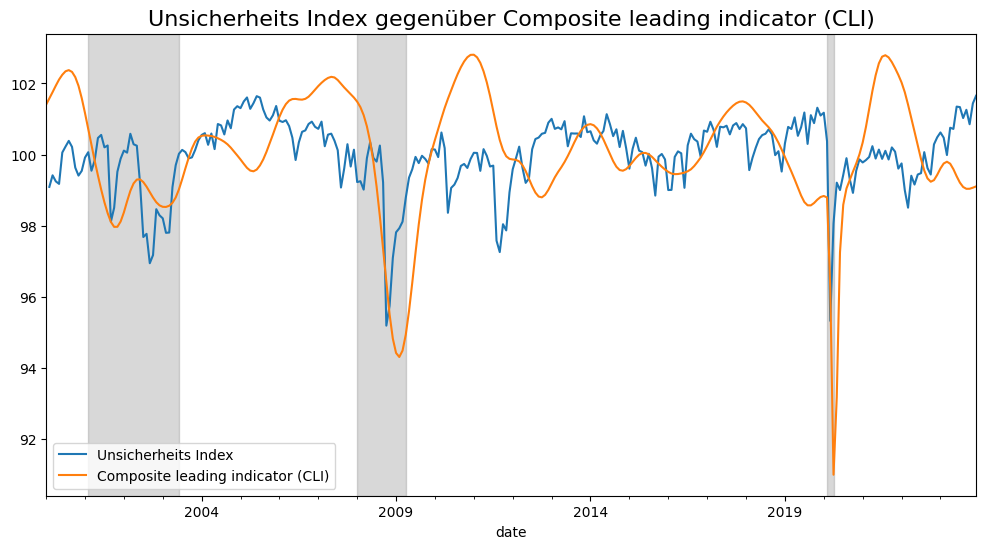 Unsicherheits Index gegenüber Composite leading indicator (CLI)
102
100
98
96
94
92
Unsicherheits Index
Composite leading indicator (CLI)
2004 2009 2014 2019
date